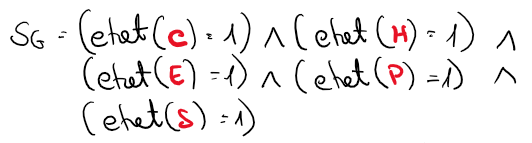 SG = (etat(C) = 1) ∧ (etat(H) = 1) ∧
(etat(E) = 1) ∧ (etat(P) = 1) ∧
(etat(S) = 1)